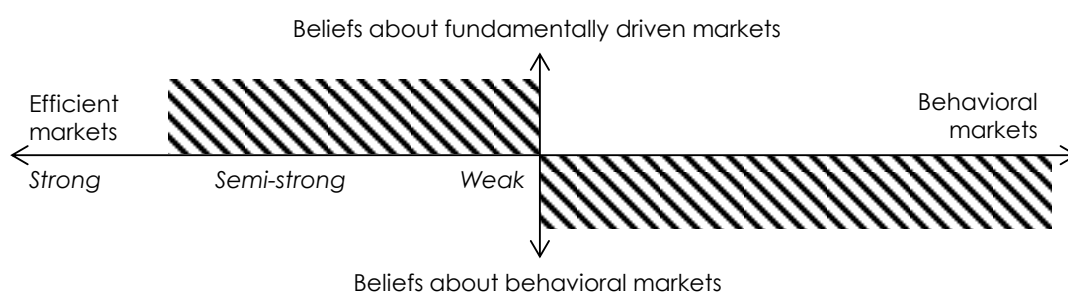 Beliefs about fundamentally driven markets
Efficient
markets
Behavioral
markets
Strong
Semi-strong
Weak
Beliefs about behavioral markets